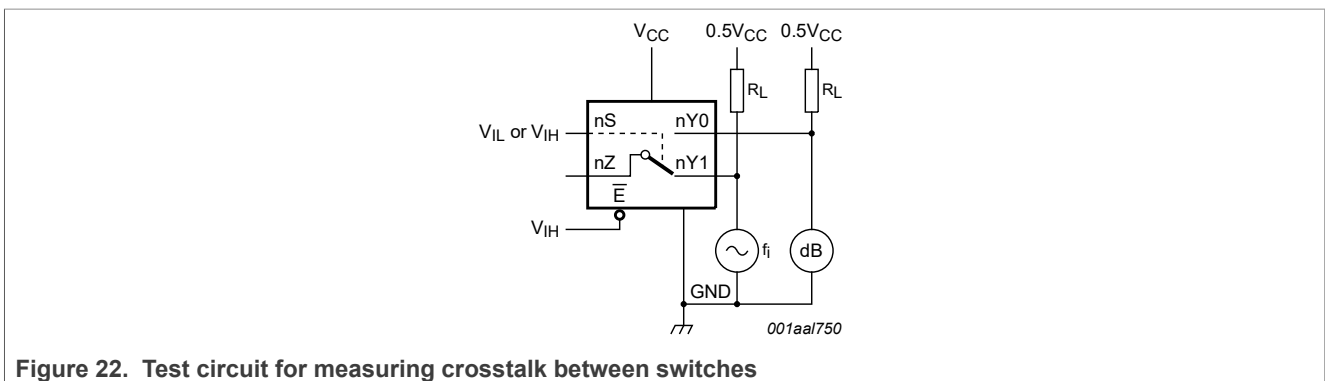 VCC 0.5VCC 0.5VCC
RL RL
nS nY0
VIL or VIH
nZ nY1
E
VIH
fi dB
GND
001aal750
Figure 22. Test circuit for measuring crosstalk between switches